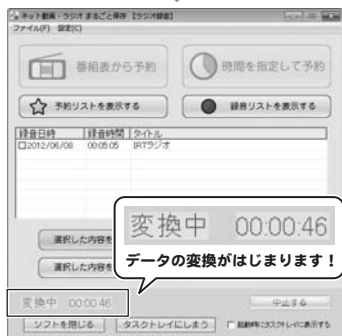 ネット動画・ラジオ まるごと保存 【ラジオ録音】
ファイル(F) 設定(C)
番組表から予約
時間を指定して予約
予約リストを表示する
録音リストを表示する
録音日時 録音時間 タイトル
2012/06/08 00:05:05 IRTラジオ
変換中 00:00:46
データの変換がはじまります!
選択した内容を
選択した内容を
変換中 00:00:46
中止する
ソフトを閉じる
タスクトレイにしまう
起動時にタスクトレイに表示する